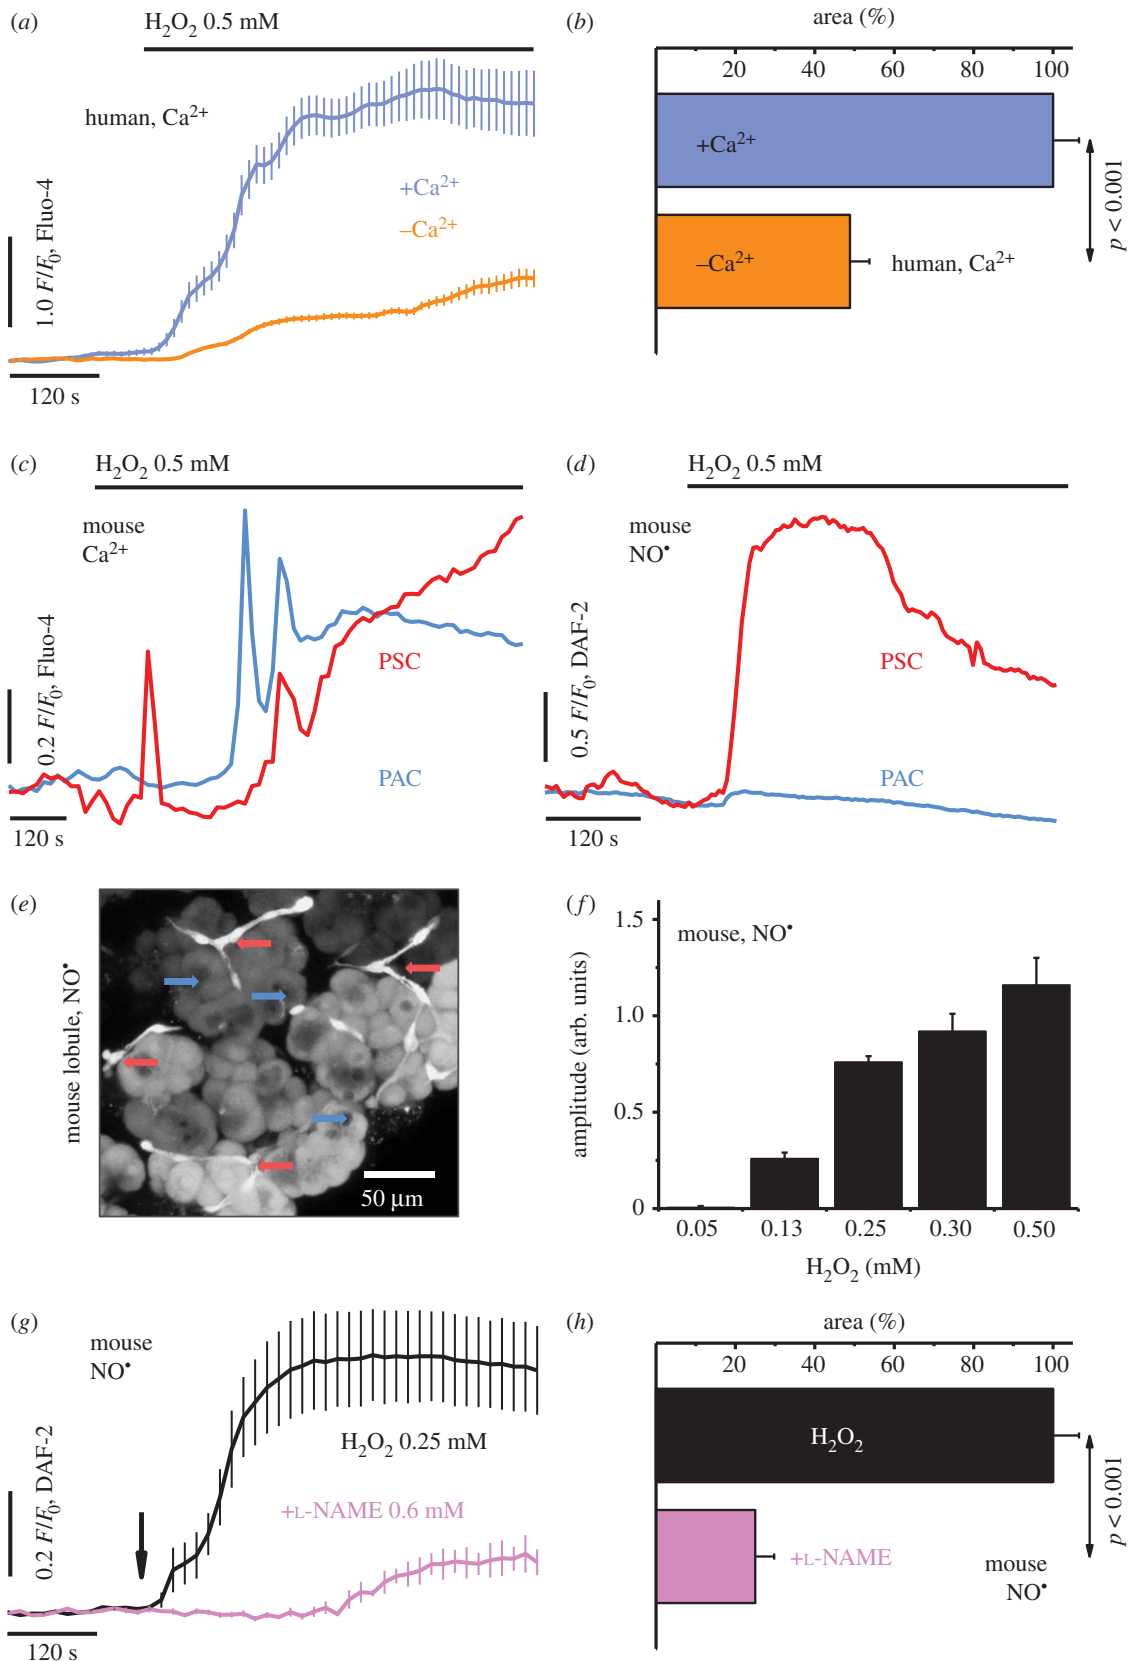 (a)
H₂O₂ 0.5 mM
human, Ca²⁺
+Ca²⁺
–Ca²⁺
1.0 F/F₀, Fluo-4
120 s
(b)
area (%)
20 40 60 80 100
+Ca²⁺
–Ca²⁺
human, Ca²⁺
p < 0.001
(c)
H₂O₂ 0.5 mM
mouse
Ca²⁺
PSC
PAC
0.2 F/F₀, Fluo-4
120 s
(d)
H₂O₂ 0.5 mM
mouse
NO•
PSC
PAC
0.5 F/F₀, DAF-2
120 s
(e)
mouse lobule, NO•
50 µm
(f)
mouse, NO•
amplitude (arb. units)
1.5
1.0
0.5
0
0.05 0.13 0.25 0.30 0.50
H₂O₂ (mM)
(g)
mouse
NO•
H₂O₂ 0.25 mM
+L-NAME 0.6 mM
0.2 F/F₀, DAF-2
120 s
(h)
area (%)
20 40 60 80 100
H₂O₂
+L-NAME
mouse
NO•
p < 0.001